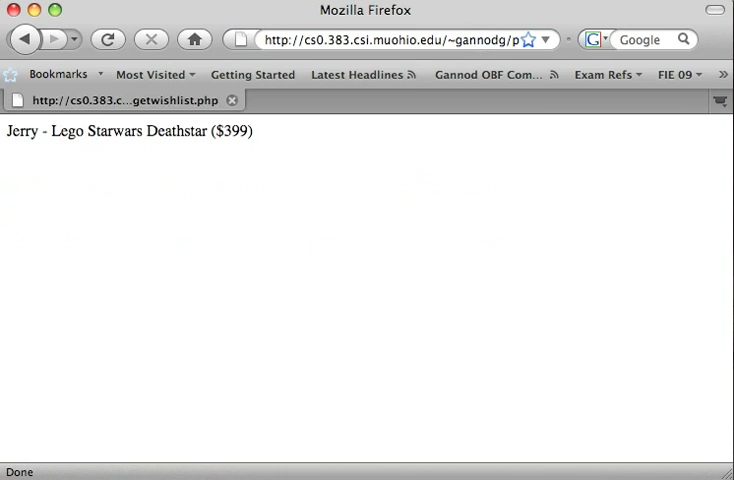 Mozilla Firefox
http://cs0.383.csi.muohio.edu/~gannodg/p
Google
Bookmarks Most Visited Getting Started Latest Headlines Gannod OBF Com... Exam Refs FIE 09 »
http://cs0.383.c...getwishlist.php
Jerry - Lego Starwars Deathstar ($399)
Done